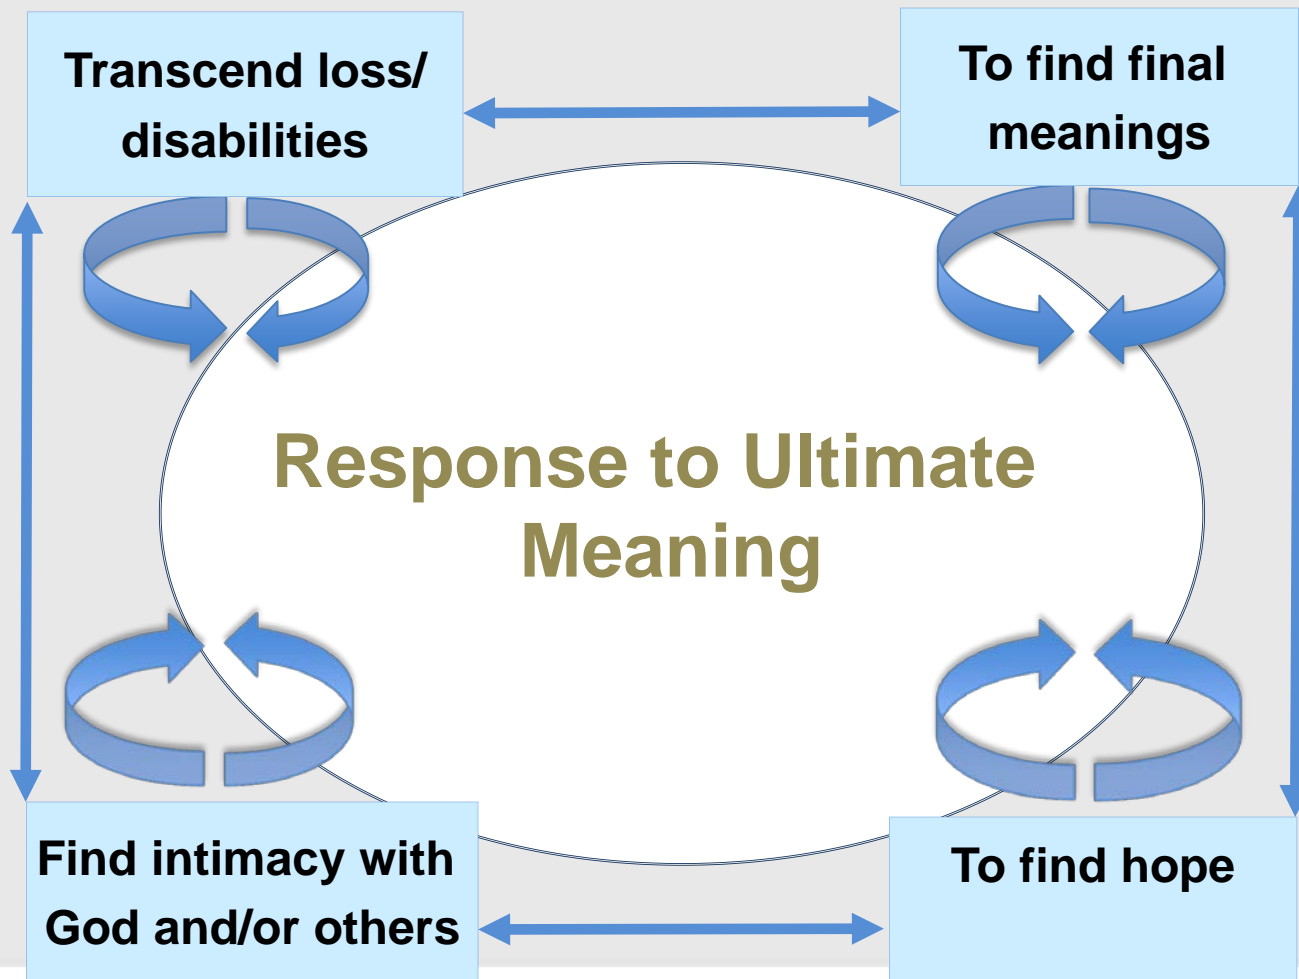 Transcend loss/
disabilities
To find final
meanings
Response to Ultimate
Meaning
Find intimacy with
God and/or others
To find hope